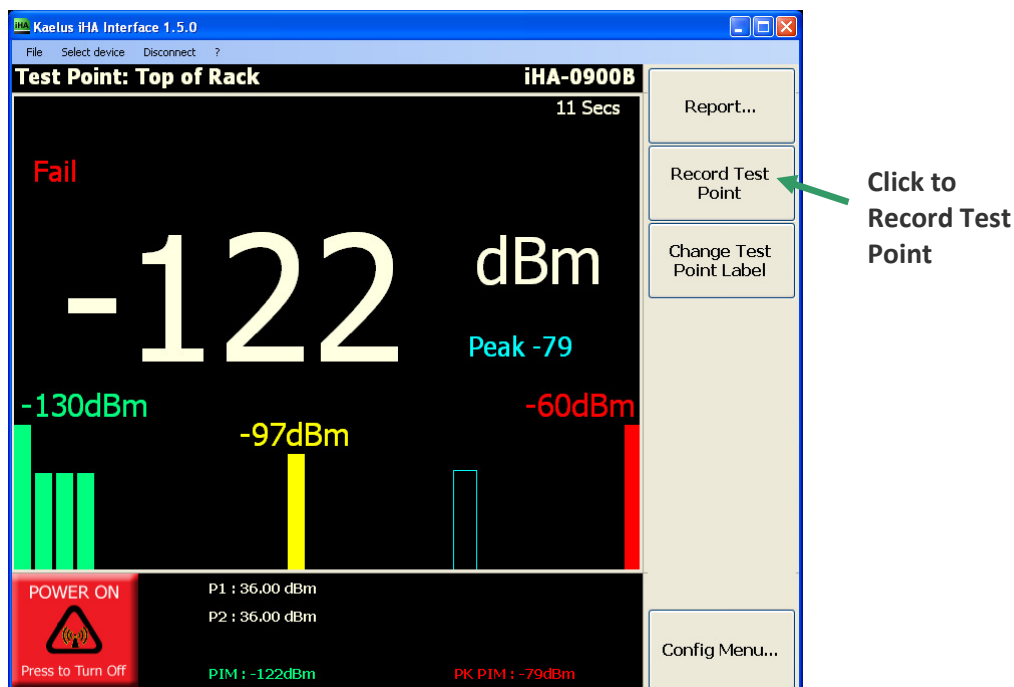 iHA Kaelus iHA Interface 1.5.0
File Select device Disconnect ?
Test Point: Top of Rack iHA-0900B
11 Secs
Fail
-122 dBm
Peak -79
-130dBm
-97dBm
-60dBm
POWER ON
Press to Turn Off
P1 : 36.00 dBm
P2 : 36.00 dBm
PIM : -122dBm
PK PIM : -79dBm
Report...
Record Test
Point
Change Test
Point Label
Config Menu...
Click to
Record Test
Point